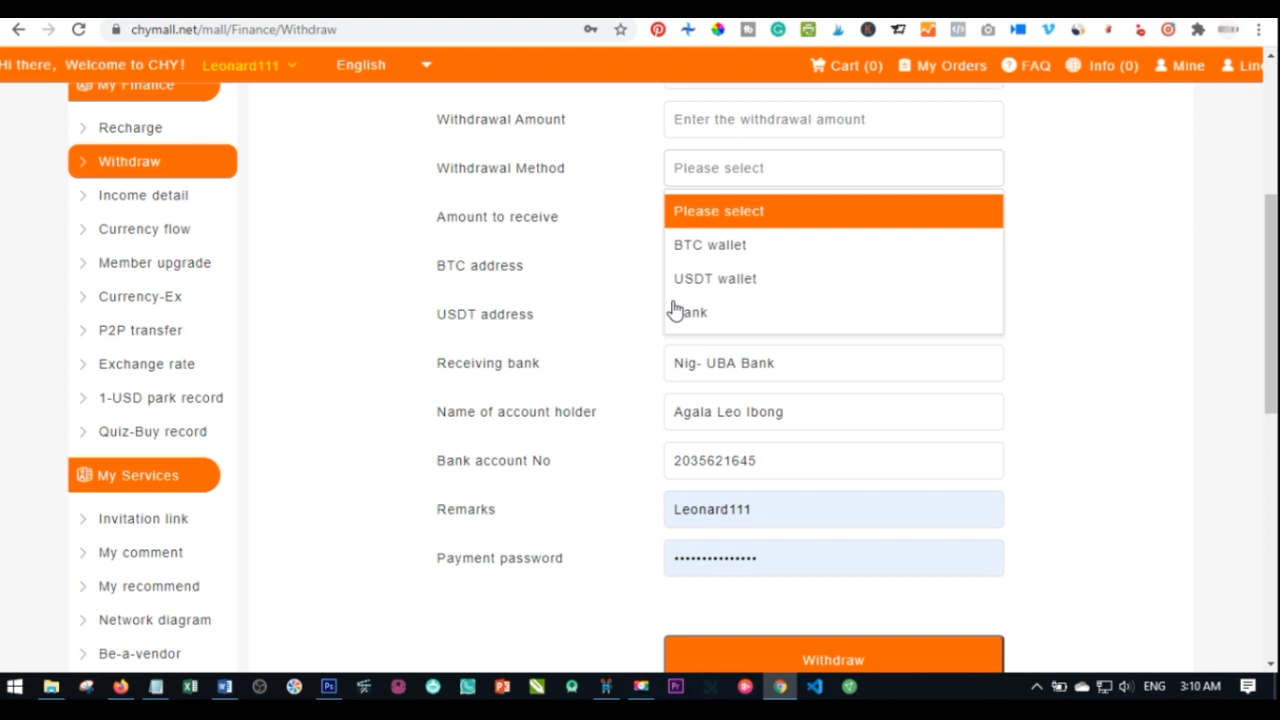 chymall.net/mall/Finance/Withdraw
Hi there, Welcome to CHY!
Leonard111
English
Cart (0)
My Orders
FAQ
Info (0)
Mine
My Finance
Recharge
Withdraw
Income detail
Currency flow
Member upgrade
Currency-Ex
P2P transfer
Exchange rate
1-USD park record
Quiz-Buy record
My Services
Invitation link
My comment
My recommend
Network diagram
Be-a-vendor
Withdrawal Amount
Enter the withdrawal amount
Withdrawal Method
Please select
Please select
BTC wallet
USDT wallet
Amount to receive
BTC address
USDT address
Receiving bank
Nig- UBA Bank
Name of account holder
Agala Leo Ibong
Bank account No
2035621645
Remarks
Leonard111
Payment password
Withdraw
ENG
3:10 AM